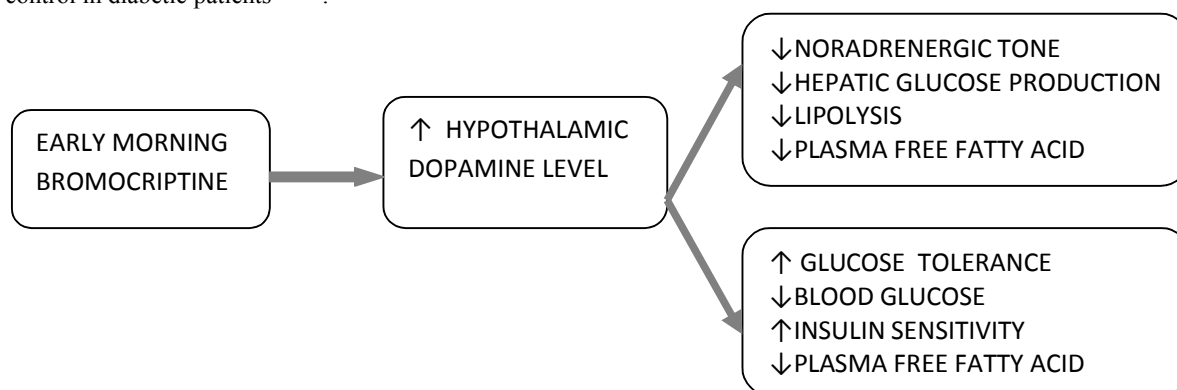 control in diabetic patients
EARLY MORNING
BROMOCRIPTINE
↑ HYPOTHALAMIC
DOPAMINE LEVEL
↓NORADRENERGIC TONE
↓HEPATIC GLUCOSE PRODUCTION
↓LIPOLYSIS
↓PLASMA FREE FATTY ACID
↑ GLUCOSE TOLERANCE
↓BLOOD GLUCOSE
↑INSULIN SENSITIVITY
↓PLASMA FREE FATTY ACID